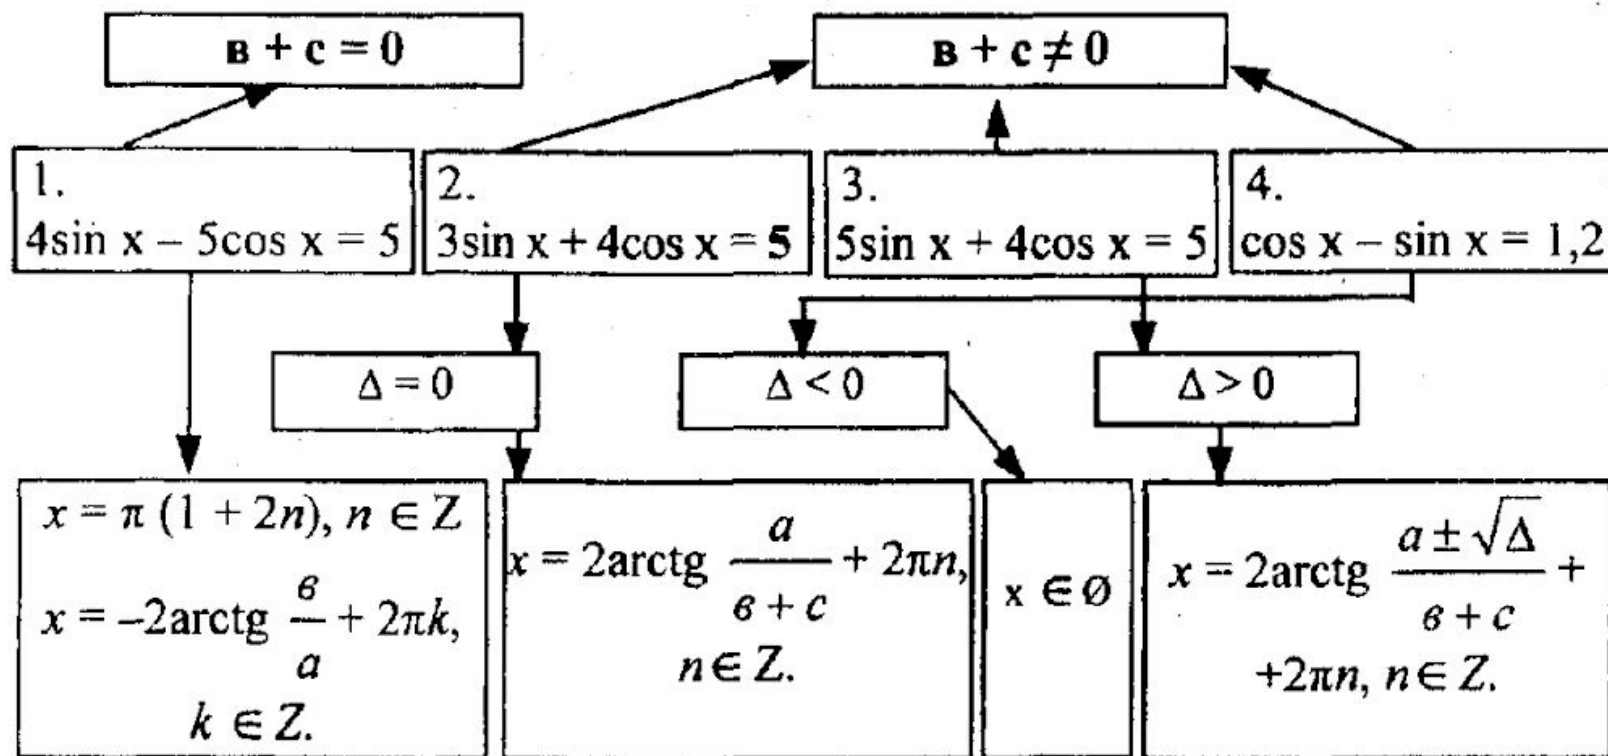 в + с = 0
в + с ≠ 0
1.
4sin x – 5cos x = 5
2.
3sin x + 4cos x = 5
3.
5sin x + 4cos x = 5
4.
cos x – sin x = 1,2
Δ = 0
Δ < 0
Δ > 0
x = π (1 + 2n), n ∈ Z
x = –2arctg в/a + 2πk,
k ∈ Z.
x = 2arctg a/(в + c) + 2πn,
n ∈ Z.
x ∈ Ø
x = 2arctg (a ± √Δ)/(в + c) +
+2πn, n ∈ Z.